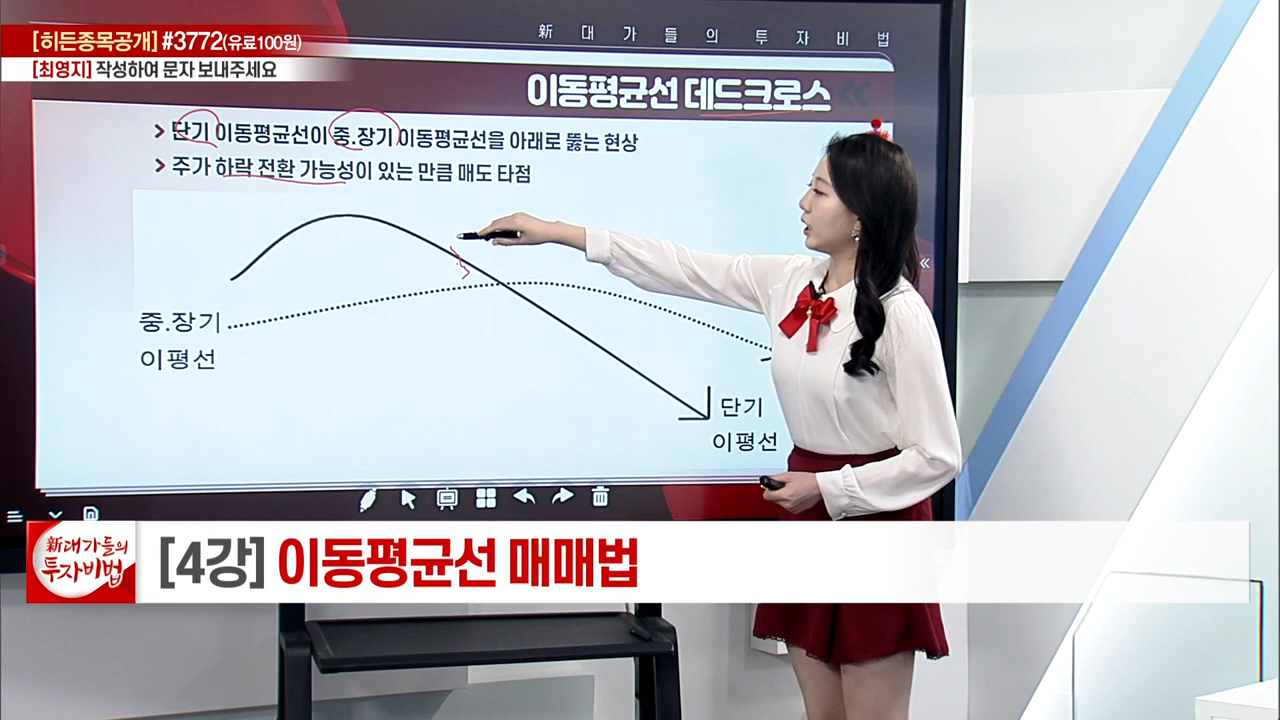 [히든종목공개] #3772(유료100원)
[최영지] 작성하여 문자 보내주세요
新 대 가 들 의 투 자 비 법
이동평균선 데드크로스
단기 이동평균선이 중.장기 이동평균선을 아래로 뚫는 현상
주가 하락 전환 가능성이 있는 만큼 매도 타점
중.장기
이평선
단기
이평선
新대가들의
투자비법
[4강] 이동평균선 매매법